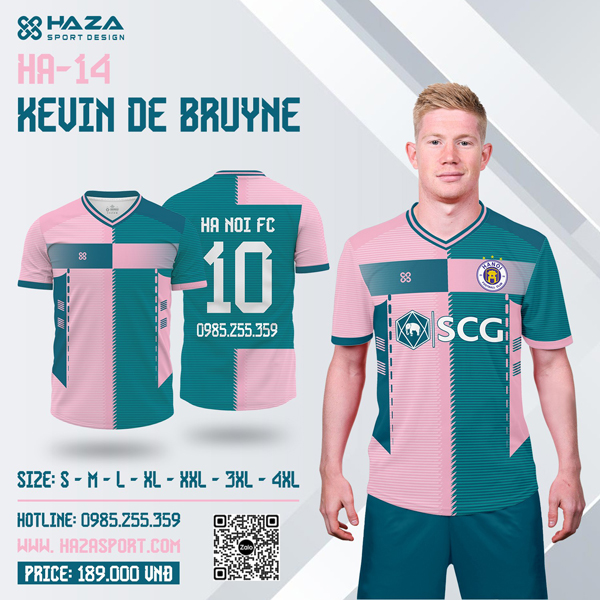 HAZA
SPORT DESIGN
HA-14
KEVIN DE BRUYNE
HA NOI FC
10
0985.255.359
HANOI
SCG
SIZE: S - M - L - XL - XXL - 3XL - 4XL
HOTLINE: 0985.255.359
WWW.HAZASPORT.COM
PRICE: 189.000 VNĐ
Zalo